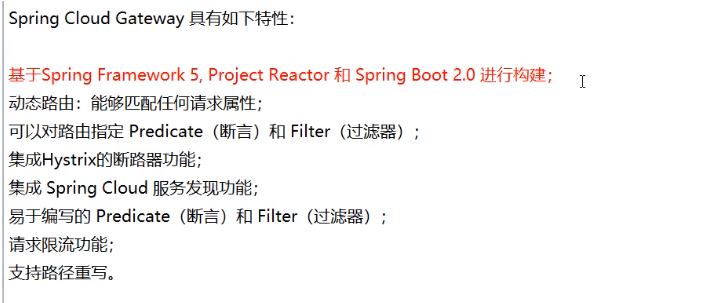 Spring Cloud Gateway 具有如下特性：
基于Spring Framework 5, Project Reactor 和 Spring Boot 2.0 进行构建；
动态路由：能够匹配任何请求属性；
可以对路由指定 Predicate（断言）和 Filter（过滤器）；
集成Hystrix的断路器功能；
集成 Spring Cloud 服务发现功能；
易于编写的 Predicate（断言）和 Filter（过滤器）；
请求限流功能；
支持路径重写。